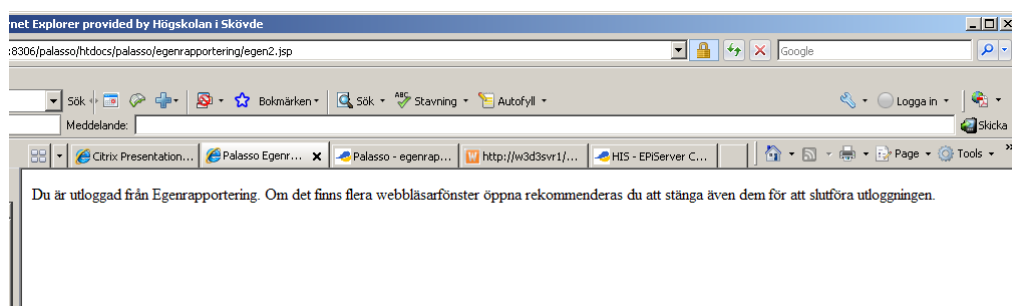 net Explorer provided by Högskolan i Skövde
:8306/palasso/htdocs/palasso/egenrapportering/egen2.jsp
Google
Sök
Bokmärken
Sök
ABC
Stavning
Autofyll
Logga in
Meddelande:
Skicka
Citrix Presentation...
Palasso Egenr...
Palasso - egenrap...
http://w3d3svr1/...
HIS - EPiServer C...
Page
Tools
Du är utloggad från Egenrapportering. Om det finns flera webbläsarfönster öppna rekommenderas du att stänga även dem för att slutföra utloggningen.